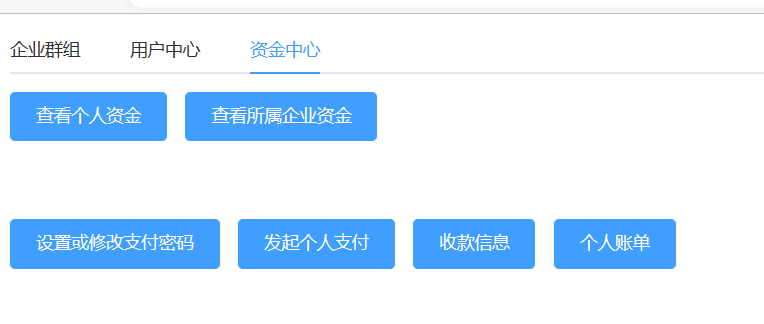 企业群组 用户中心 资金中心
查看个人资金 查看所属企业资金
设置或修改支付密码 发起个人支付 收款信息 个人账单